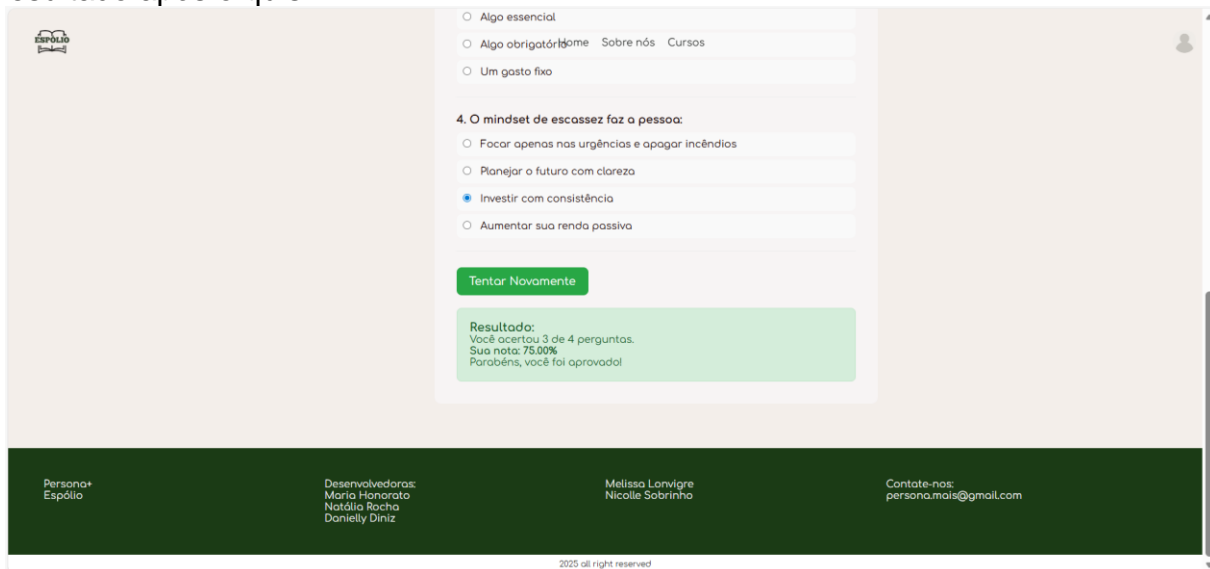 ESPÓLIO
Algo essencial
Algo obrigatório
Home Sobre nós Cursos
Um gasto fixo
4. O mindset de escassez faz a pessoa:
Focar apenas nas urgências e apagar incêndios
Planejar o futuro com clareza
Investir com consistência
Aumentar sua renda passiva
Tentar Novamente
Resultado:
Você acertou 3 de 4 perguntas.
Sua nota: 75.00%
Parabéns, você foi aprovado!
Persona+
Espólio
Desenvolvedoras:
Maria Honorato
Natália Rocha
Danielly Diniz
Melissa Lonvigre
Nicolle Sobrinho
Contate-nos:
persona.mais@gmail.com
2025 all right reserved